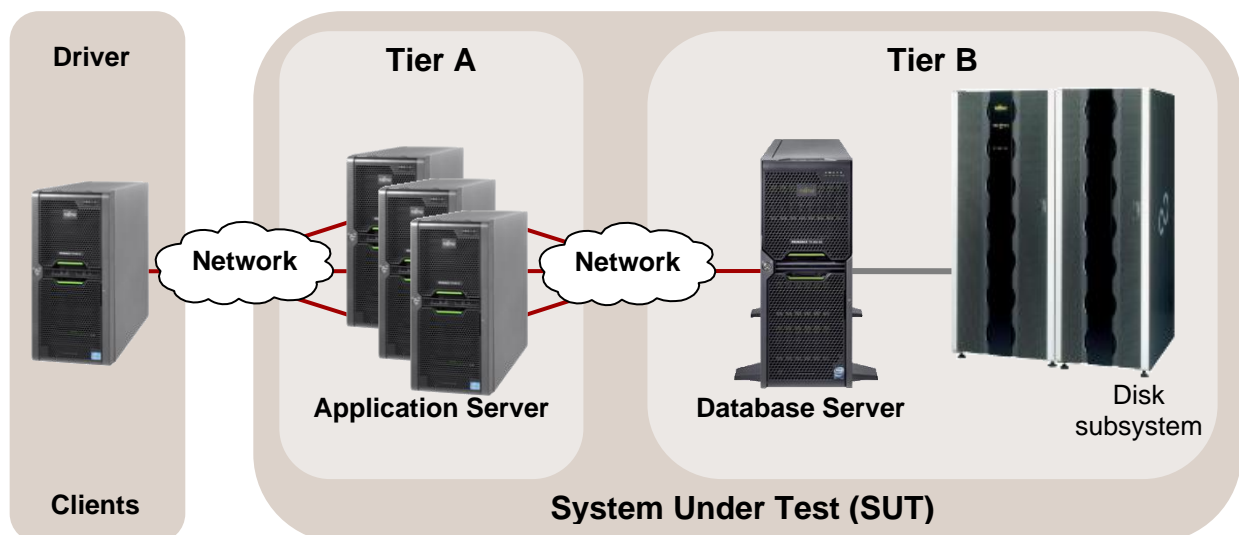 Driver
Tier A
Tier B
Network
Network
Application Server
Database Server
Disk
subsystem
Clients
System Under Test (SUT)